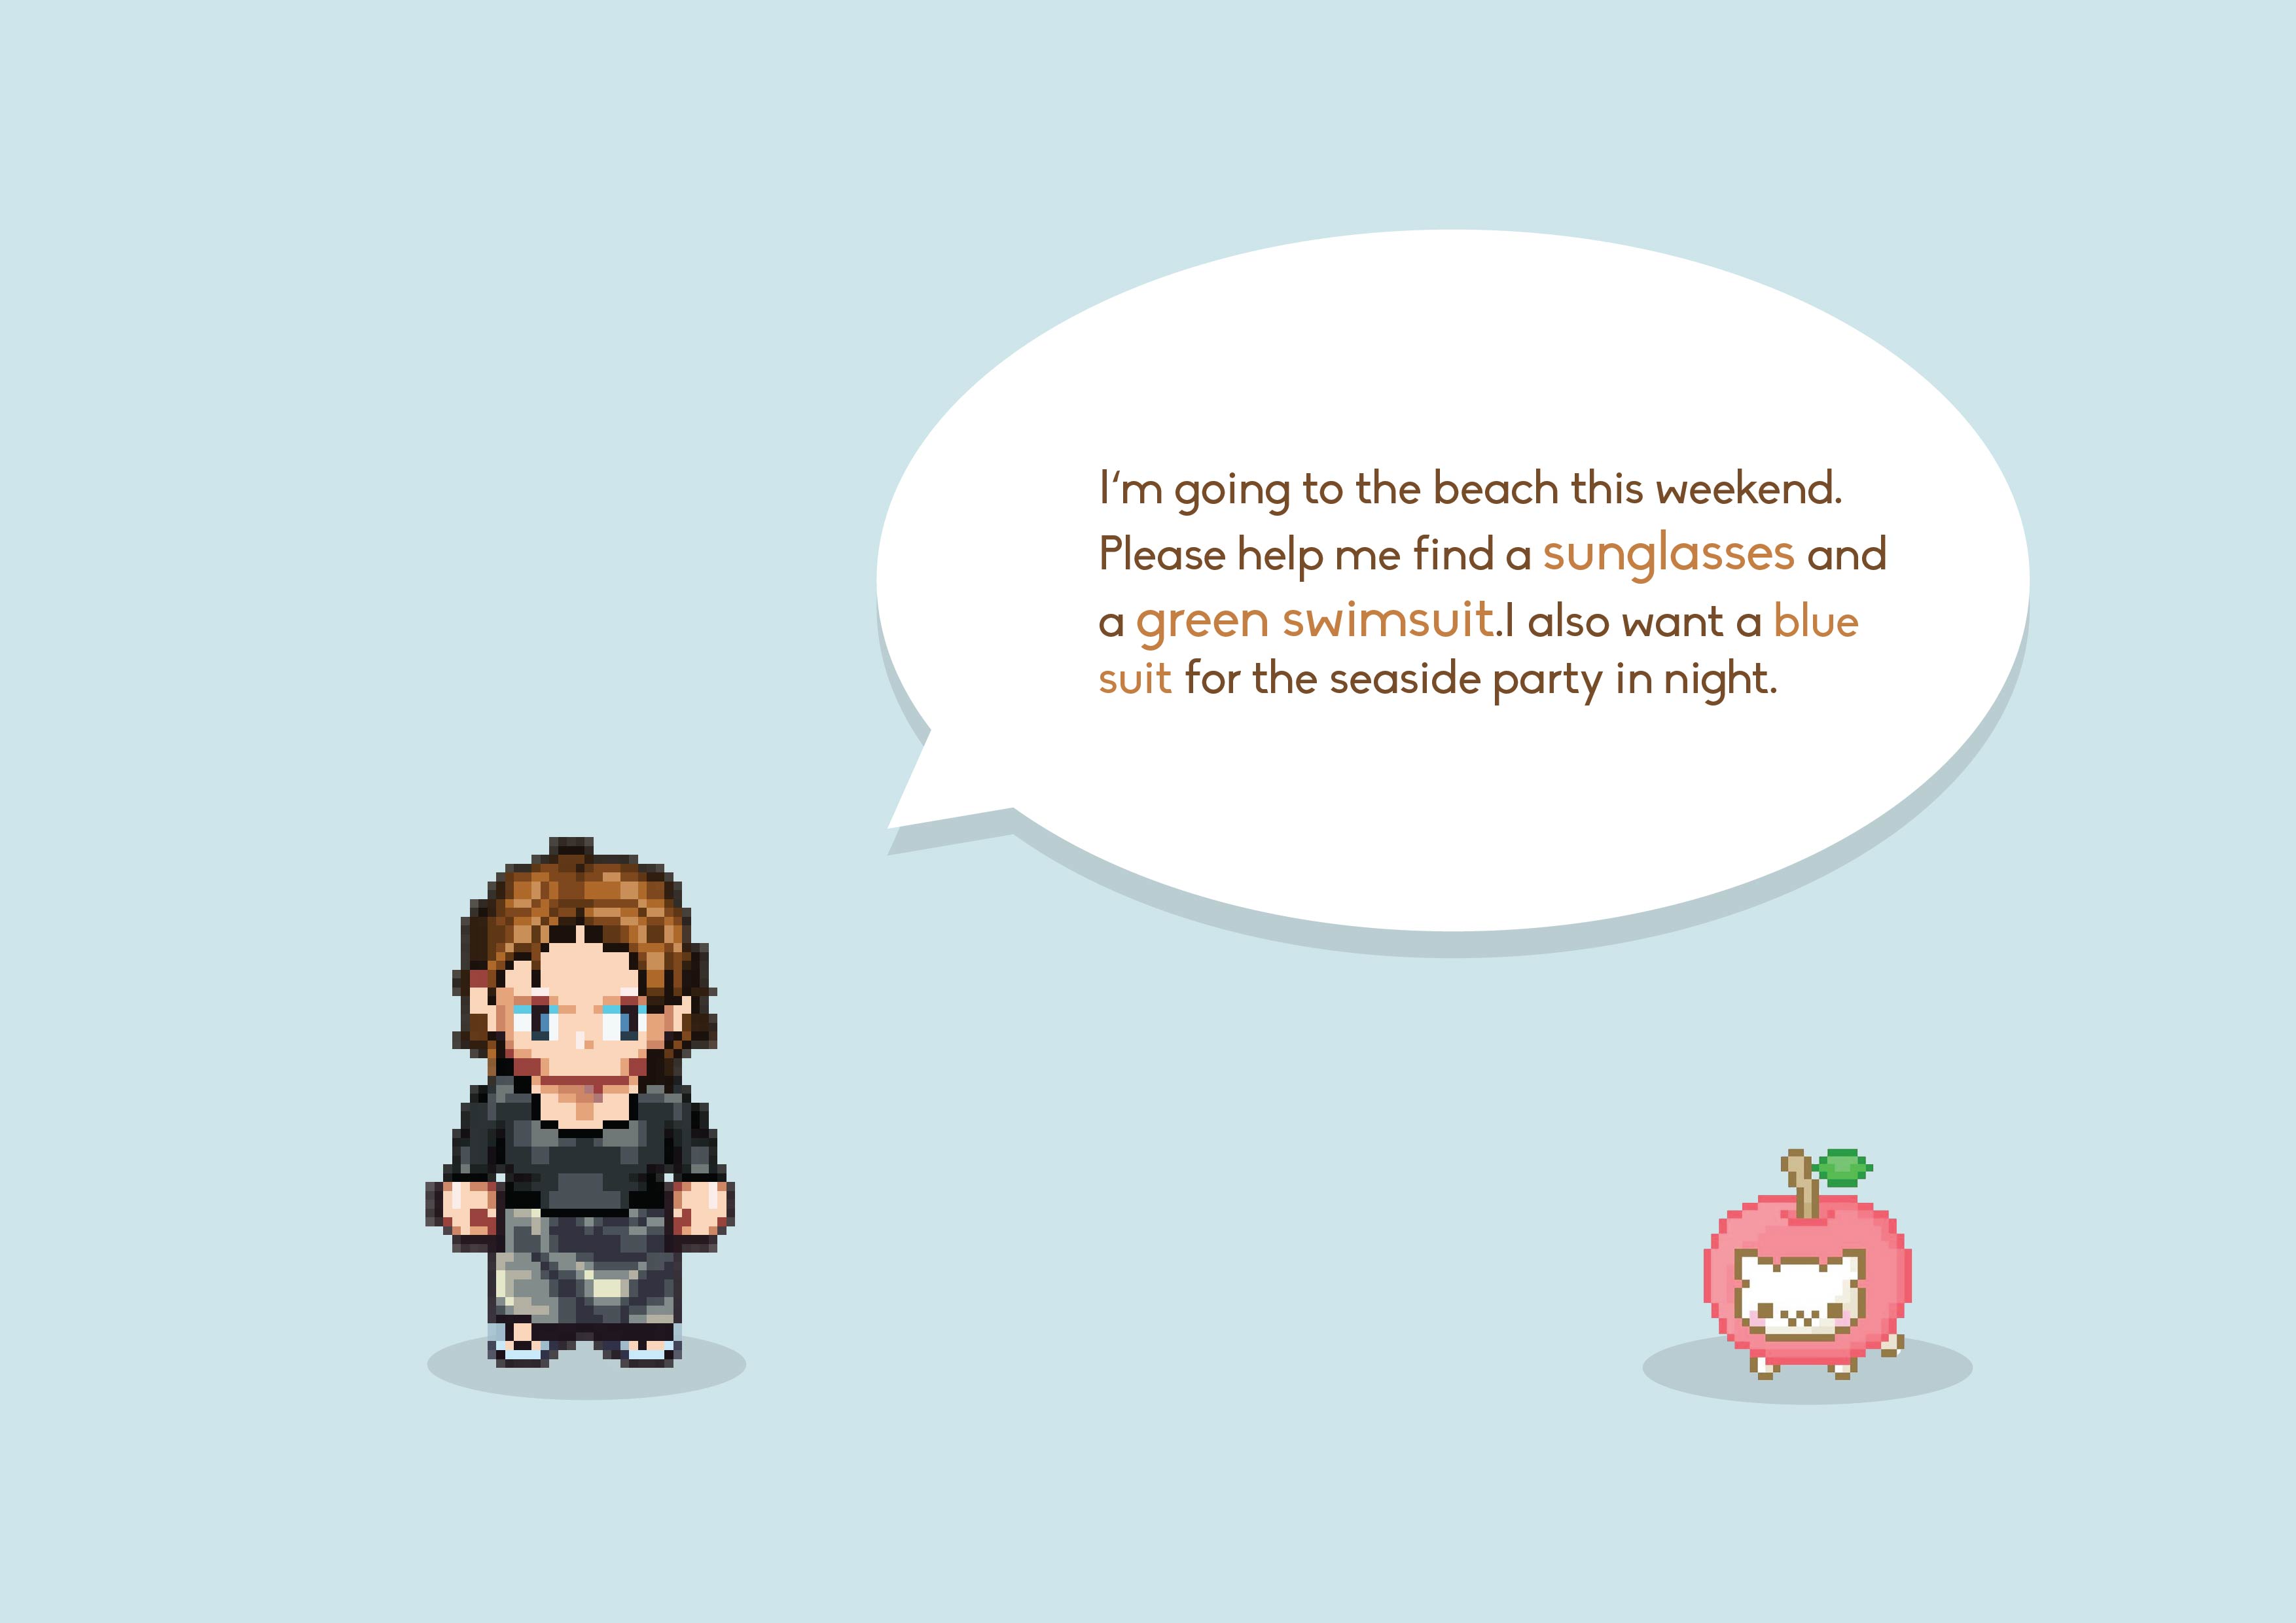 I‘m going to the beach this weekend.
Please help me find a sunglasses and
a green swimsuit.I also want a blue
suit for the seaside party in night.